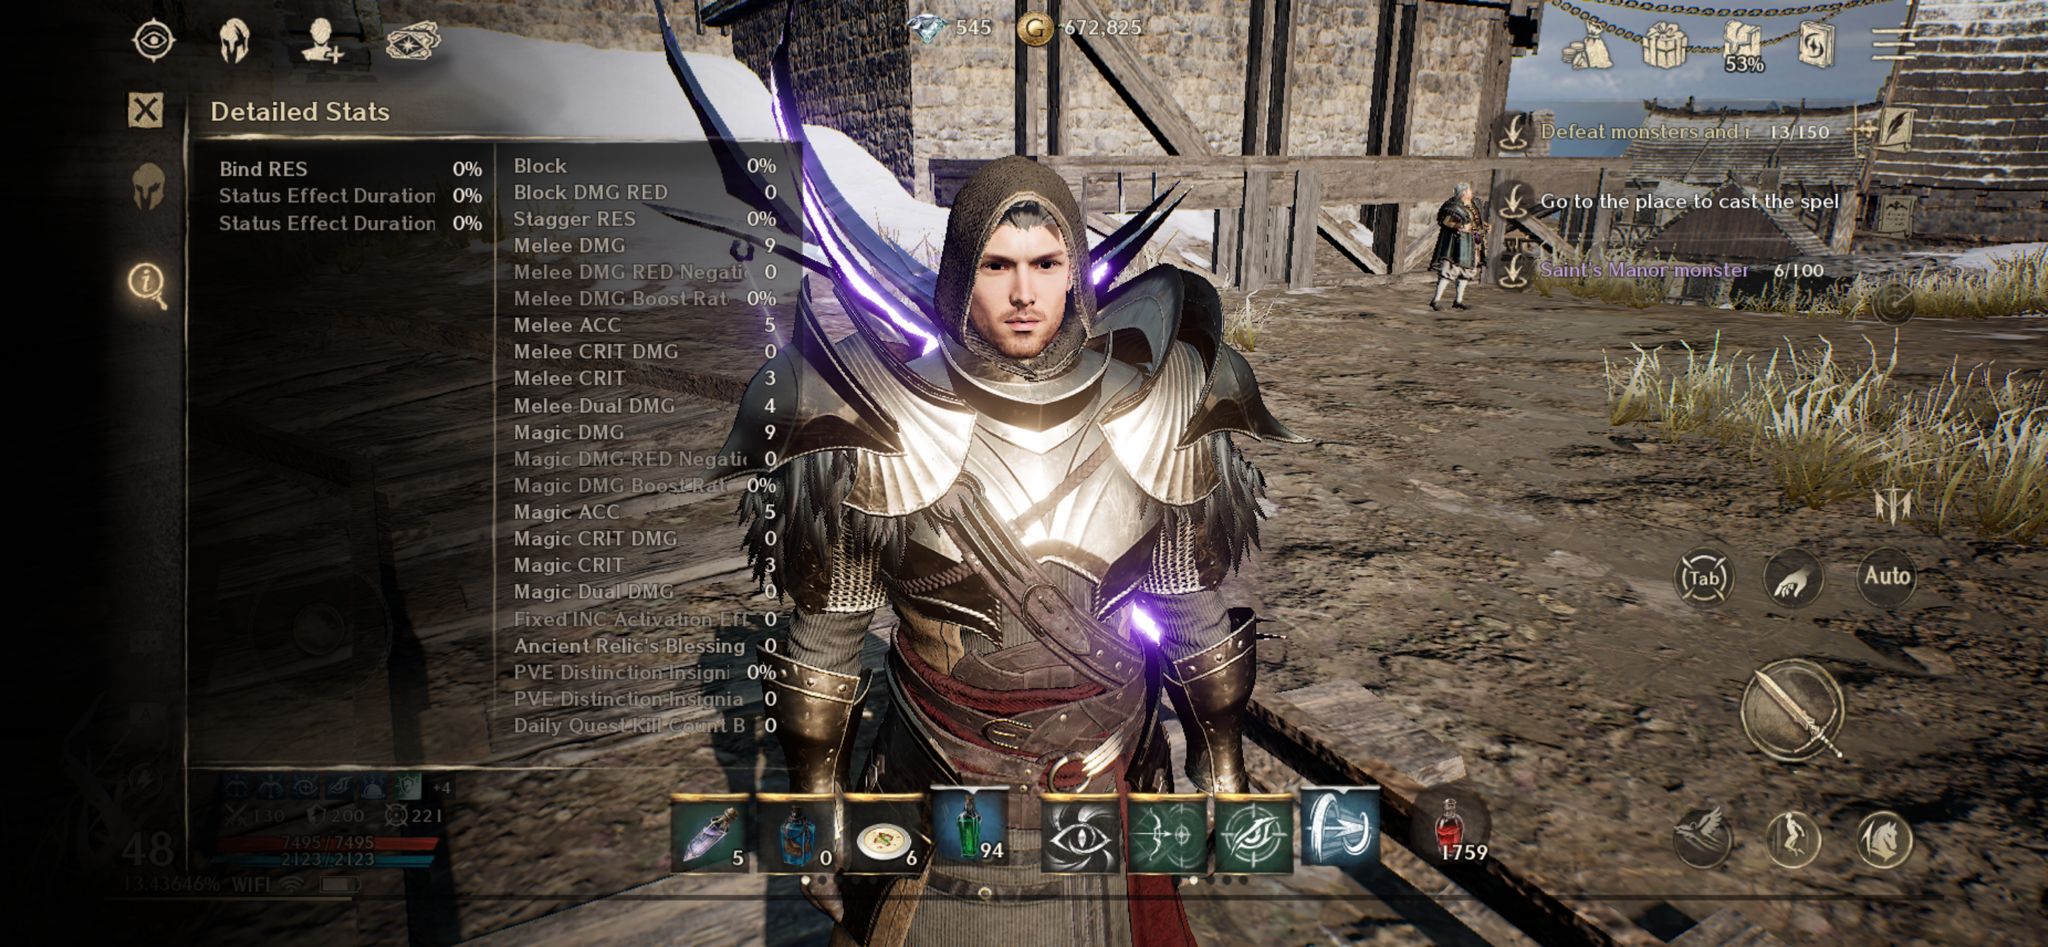 545 672,825
53%
Detailed Stats
Bind RES 0%
Status Effect Duration 0%
Status Effect Duration 0%
Block 0%
Block DMG RED 0
Stagger RES 0%
Melee DMG 9
Melee DMG RED Negati 0
Melee DMG Boost Rat 0%
Melee ACC 5
Melee CRIT DMG 0
Melee CRIT 3
Melee Dual DMG 4
Magic DMG 9
Magic DMG RED Negati 0
Magic DMG Boost Rat 0%
Magic ACC 5
Magic CRIT DMG 0
Magic CRIT 3
Magic Dual DMG 0
Fixed INC Activation Eff 0
Ancient Relic's Blessing 0
PVE Distinction Insigni 0%
PVE Distinction Insignia 0
Daily Quest Kill Count B 0
Defeat monsters and 13/150
Go to the place to cast the spel
Saint's Manor monster 6/100
Tab
Auto
+4
130 200 221
7495/7495
48
2123/2123
13.43646% WIFI
5 0 6 94 1759